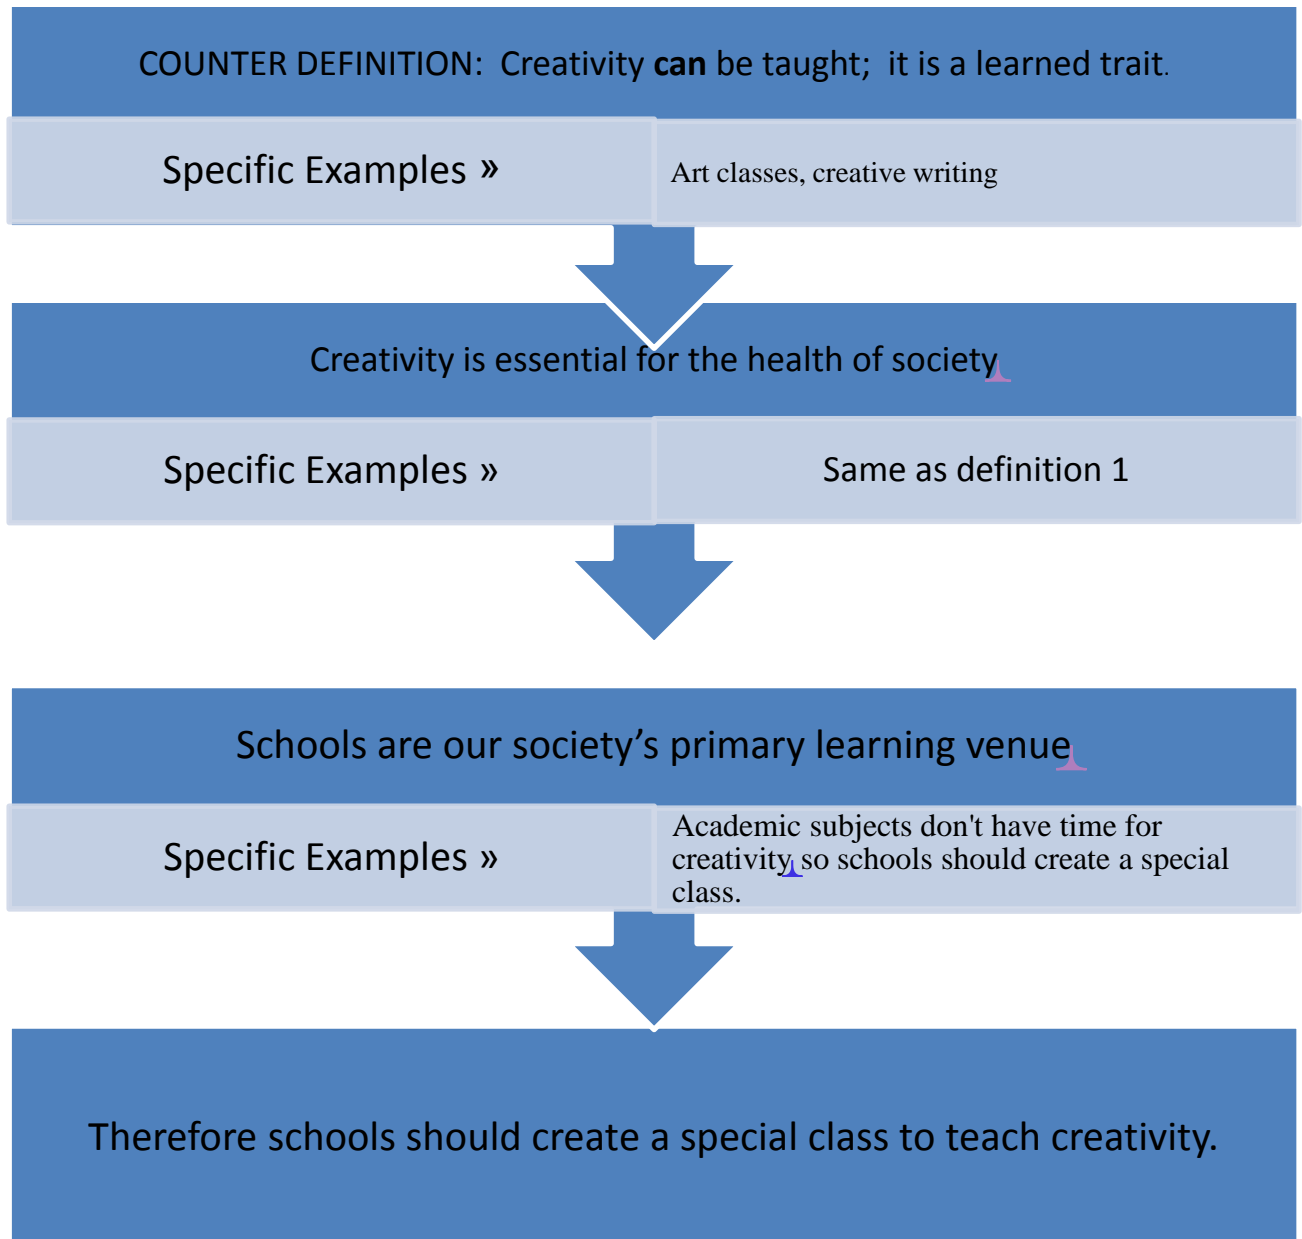 COUNTER DEFINITION: Creativity can be taught; it is a learned trait.
Specific Examples »
Art classes, creative writing
Creativity is essential for the health of society
Specific Examples »
Same as definition 1
Schools are our society’s primary learning venue
Specific Examples »
Academic subjects don't have time for
creativity so schools should create a special
class.
Therefore schools should create a special class to teach creativity.